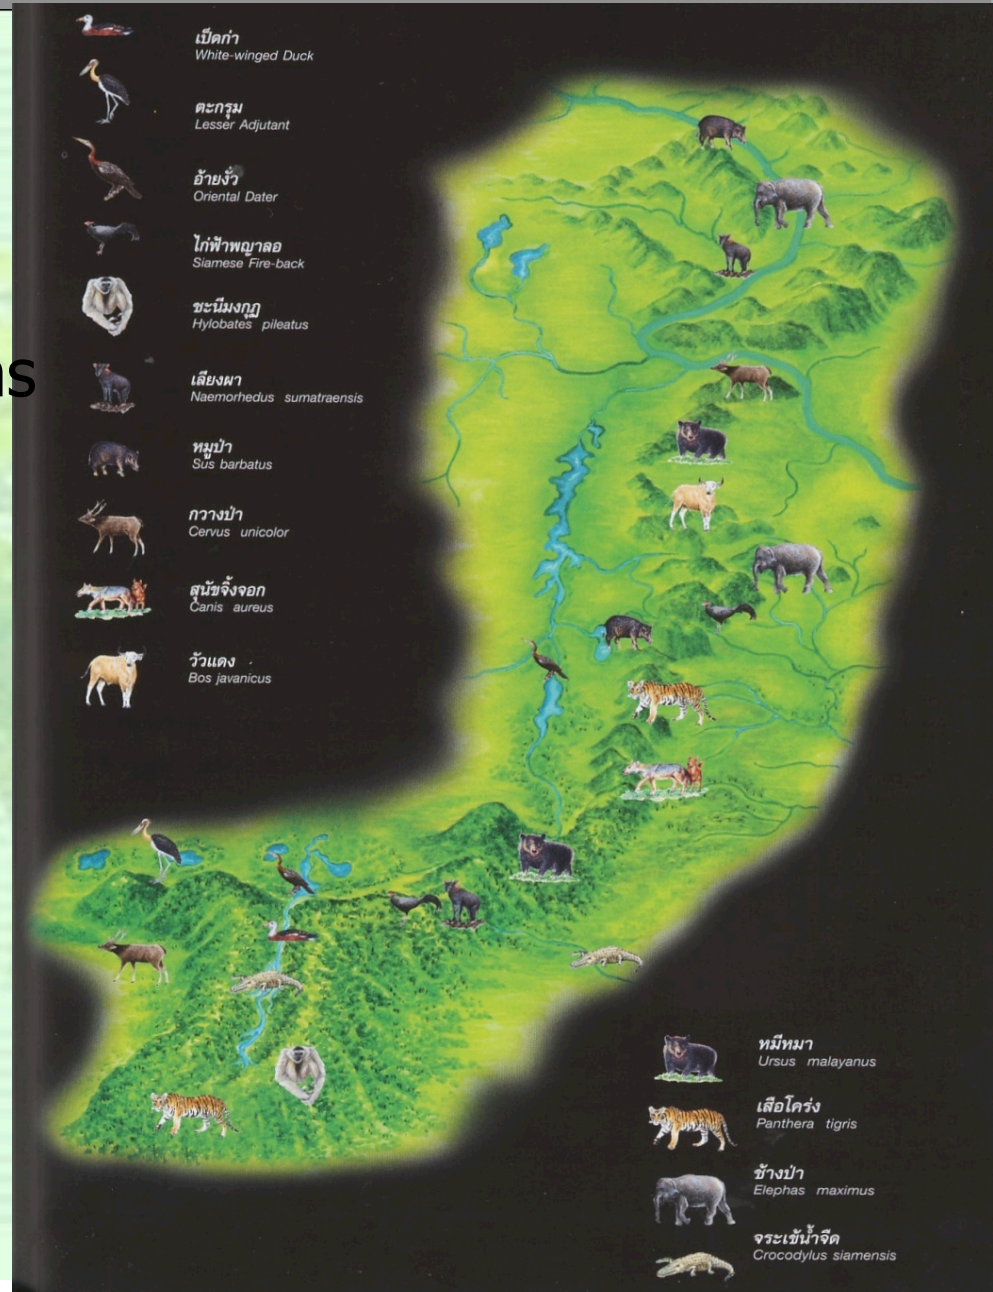 เป็ดก่า
White-winged Duck
ตะกรุม
Lesser Adjutant
อ้ายงั่ว
Oriental Dater
ไก่ฟ้าพญาลอ
Siamese Fire-back
ชะนีมงกุฎ
Hylobates pileatus
เลียงผา
Naemorhedus sumatraensis
หมูป่า
Sus barbatus
กวางป่า
Cervus unicolor
สุนัขจิ้งจอก
Canis aureus
วัวแดง
Bos javanicus
หมีหมา
Ursus malayanus
เสือโคร่ง
Panthera tigris
ช้างป่า
Elephas maximus
จระเข้น้ำจืด
Crocodylus siamensis